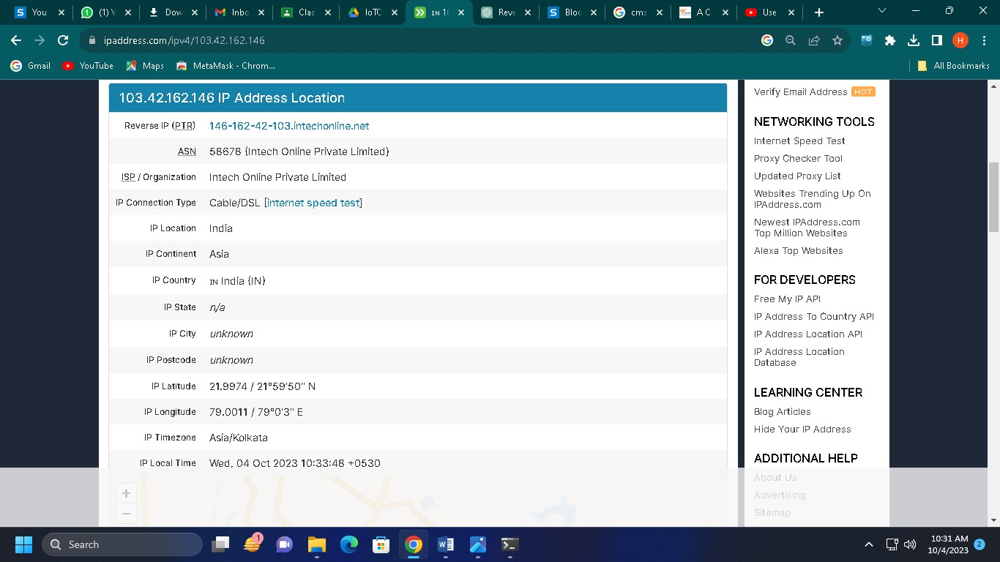 You
(1) V
Dov
Inbo
Clas
IoTC
IN 1(
Reve
Bloc
cms
A C
Use
ipaddress.com/ipv4/103.42.162.146
H
Gmail
YouTube
Maps
MetaMask - Chrom...
All Bookmarks
103.42.162.146 IP Address Location
Reverse IP (PTR) 146-162-42-103.intechonline.net
ASN 58678 (Intech Online Private Limited)
ISP / Organization Intech Online Private Limited
IP Connection Type Cable/DSL [internet speed test]
IP Location India
IP Continent Asia
IP Country IN India (IN)
IP State n/a
IP City unknown
IP Postcode unknown
IP Latitude 21.9974 / 21°59'50" N
IP Longitude 79.0011 / 79°0'3" E
IP Timezone Asia/Kolkata
IP Local Time Wed, 04 Oct 2023 10:33:48 +0530
+
−
Verify Email Address HOT
NETWORKING TOOLS
Internet Speed Test
Proxy Checker Tool
Updated Proxy List
Websites Trending Up On
IPAddress.com
Newest IPAddress.com
Top Million Websites
Alexa Top Websites
FOR DEVELOPERS
Free My IP API
IP Address To Country API
IP Address Location API
IP Address Location
Database
LEARNING CENTER
Blog Articles
Hide Your IP Address
ADDITIONAL HELP
About Us
Advertising
Sitemap
Search
1
10:31 AM
10/4/2023
2